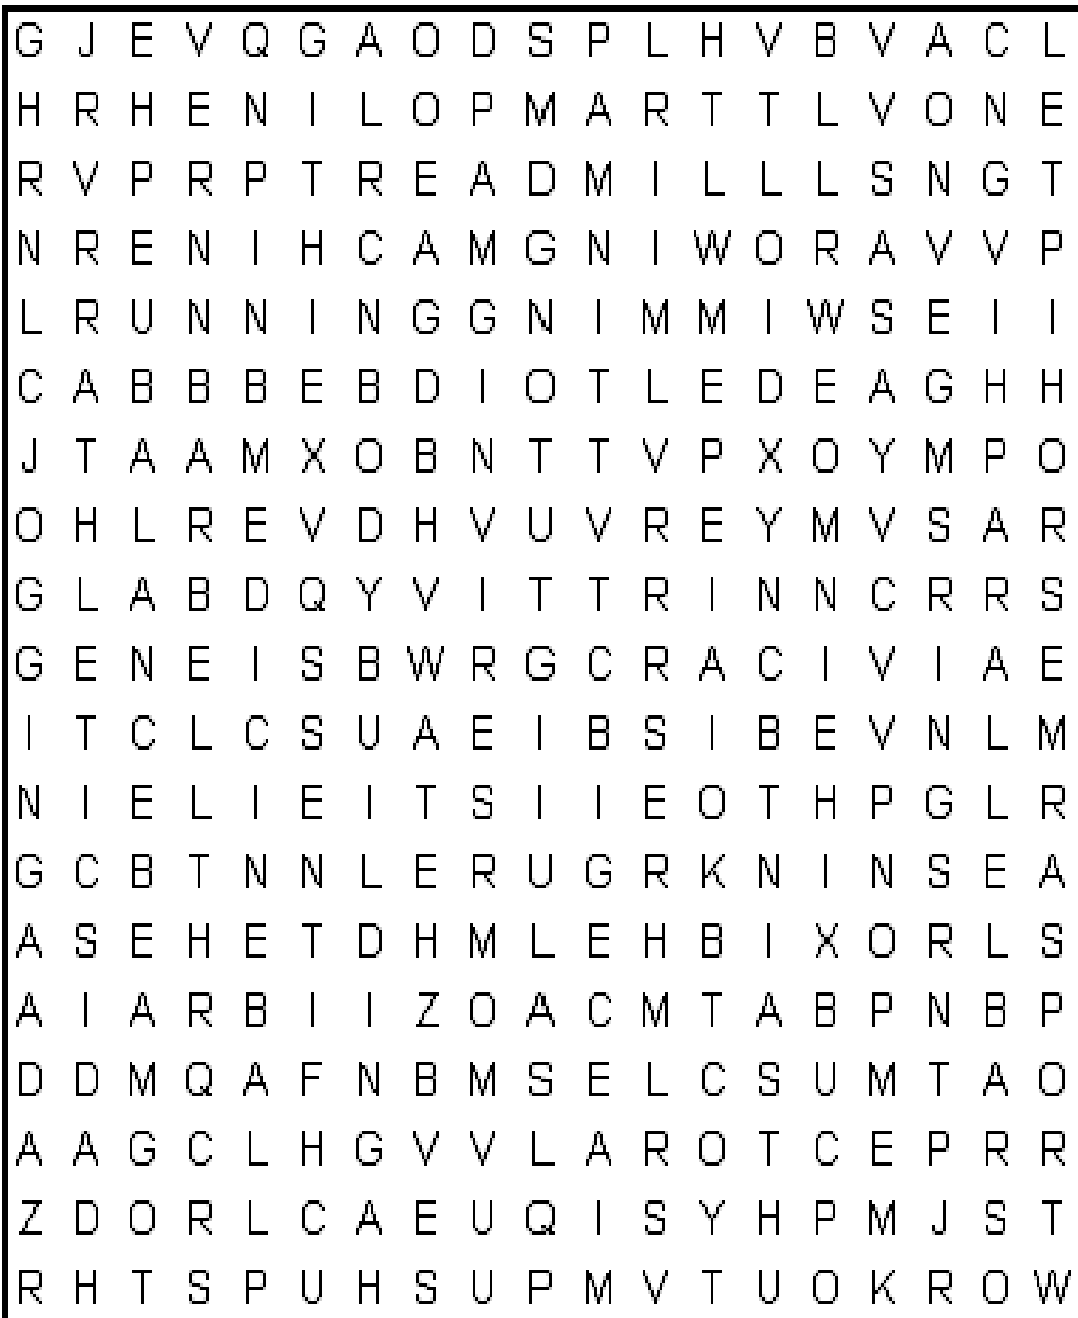 G J E V Q G A O D S P L H V B V A C L
H R H E N I L O P M A R T T L V O N E
R V P R P T R E A D M I L L L S N G T
N R E N I H C A M G N I W O R A V V P
L R U N N I N G G N I M M I W S E I I
C A B B B E B D I O T L E D E A G H H
J T A A M X O B N T T V P X O Y M P O
O H L R E V D H V U V R E Y M V S A R
G L A B D Q Y V I T T R I N N C R R S
G E N E I S B W R G C R A C I V I A E
I T C L C S U A E I B S I B E V N L M
N I E L I E I T S I I E O T H P G L R
G C B T N N L E R U G R K N I N S E A
A S E H E T D H M L E H B I X O R L S
A I A R B I I Z O A C M T A B P N B P
D D M Q A F N B M S E L C S U M T A O
A A G C L H G V V L A R O T C E P R R
Z D O R L C A E U Q I S Y H P M J S T
R H T S P U H S U P M V T U O K R O W